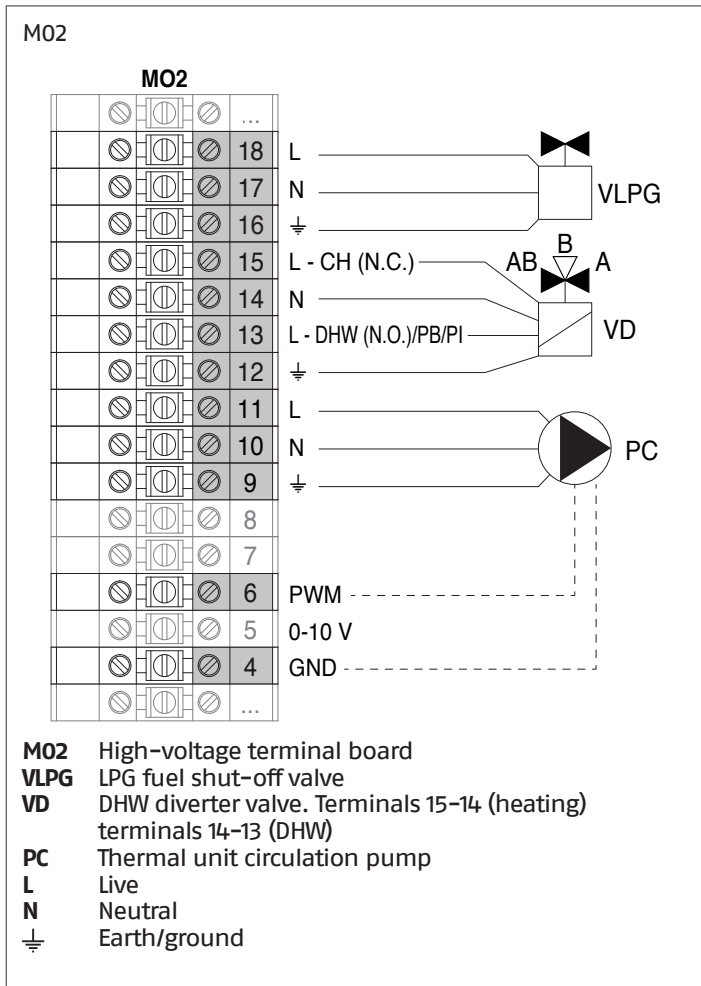 M02
MO2
...
18 L
17 N VLPG
16 ⏚
15 L - CH (N.C.) AB B A
14 N
13 L - DHW (N.O.)/PB/PI VD
12 ⏚
11 L
10 N PC
9 ⏚
8
7
6 PWM
5 0-10 V
4 GND
...
M02 High-voltage terminal board
VLPG LPG fuel shut-off valve
VD DHW diverter valve. Terminals 15-14 (heating)
terminals 14-13 (DHW)
PC Thermal unit circulation pump
L Live
N Neutral
⏚ Earth/ground